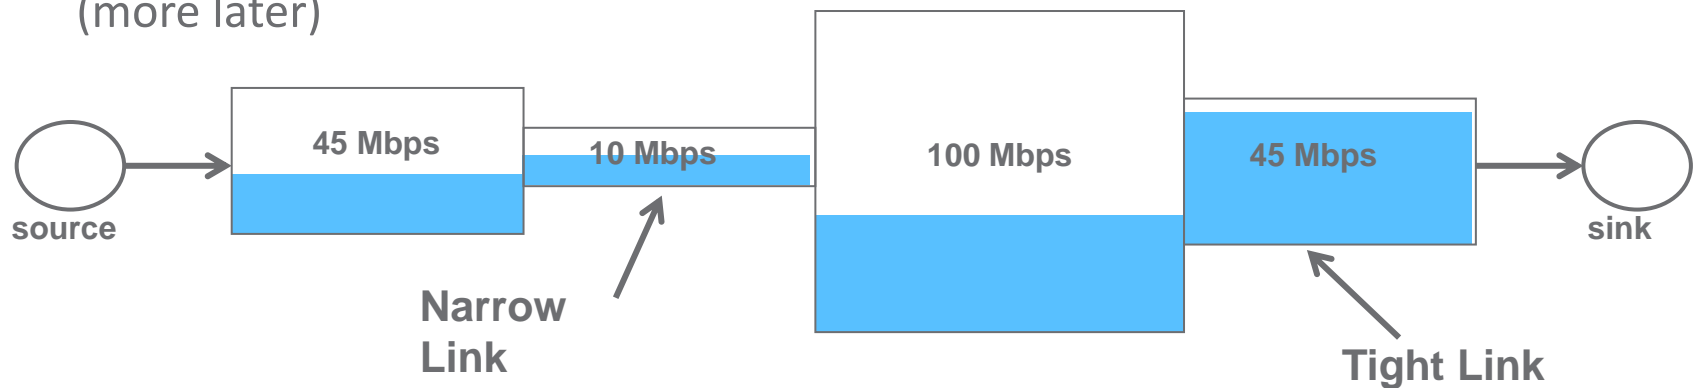 (more later)
45 Mbps
10 Mbps
100 Mbps
45 Mbps
source
sink
Narrow
Link
Tight Link